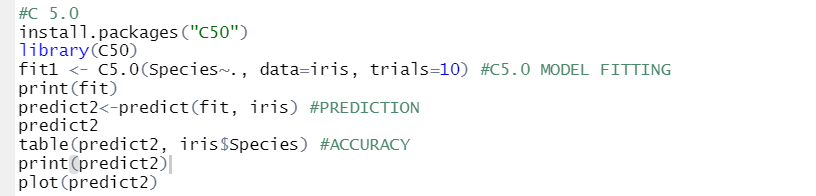 #C 5.0
install.packages("C50")
library(C50)
fit1 <- C5.0(Species~., data=iris, trials=10) #C5.0 MODEL FITTING
print(fit)
predict2<-predict(fit, iris) #PREDICTION
predict2
table(predict2, iris$Species) #ACCURACY
print(predict2)
plot(predict2)